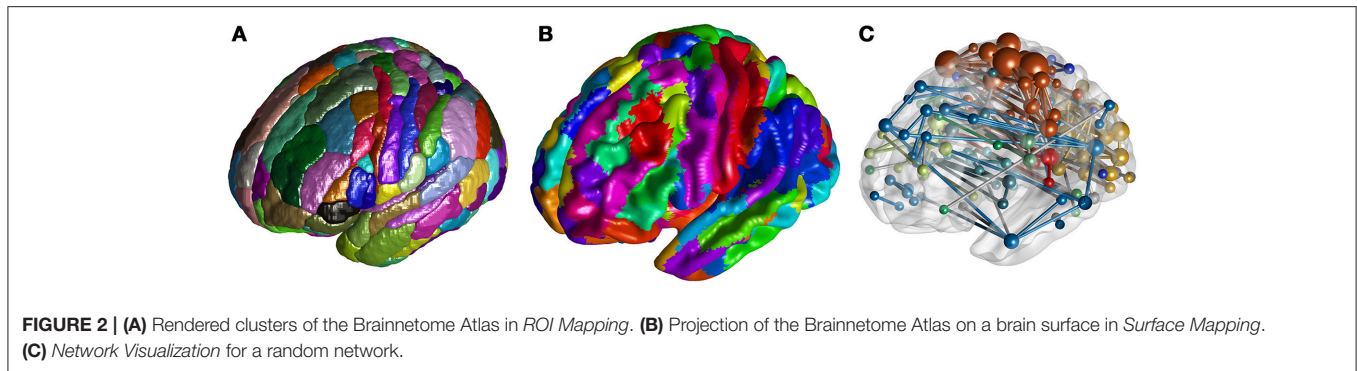 A B C
FIGURE 2 | (A) Rendered clusters of the Brainnetome Atlas in ROI Mapping. (B) Projection of the Brainnetome Atlas on a brain surface in Surface Mapping.
(C) Network Visualization for a random network.